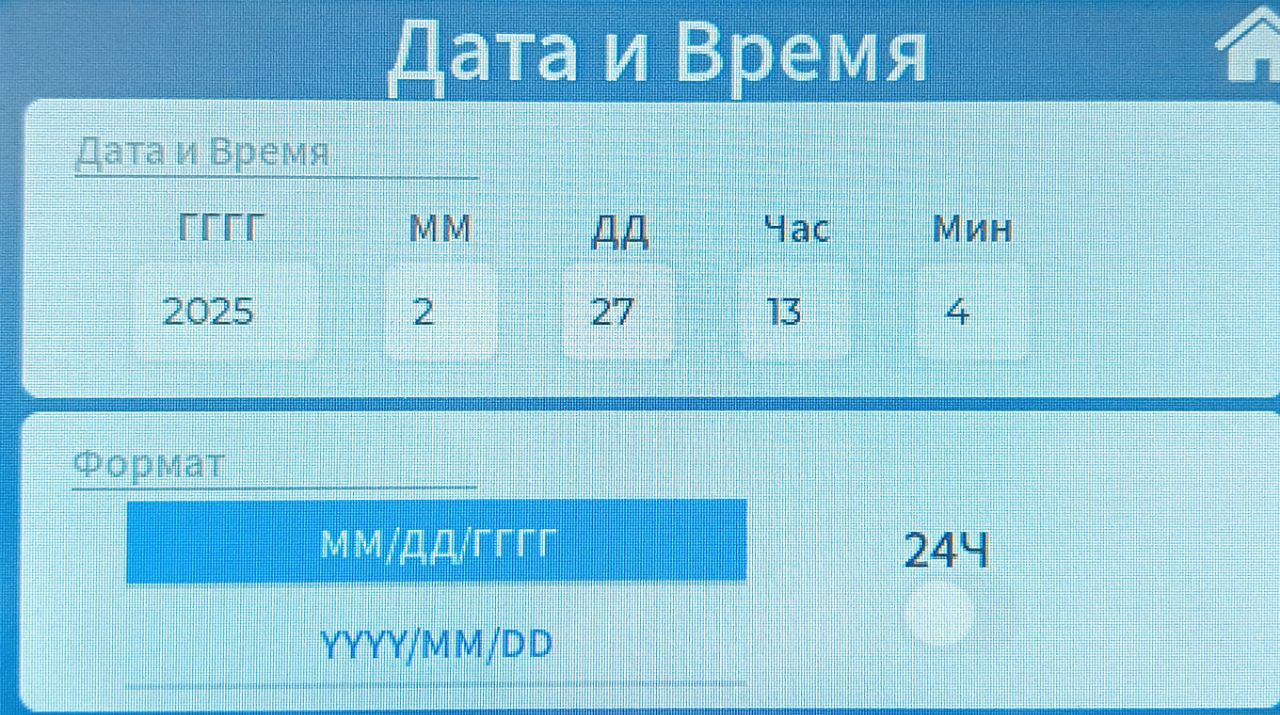 Дата и Время
Дата и Время
ГГГГ ММ ДД Час Мин
2025 2 27 13 4
Формат
ММ/ДД/ГГГГ
24Ч
YYYY/MM/DD